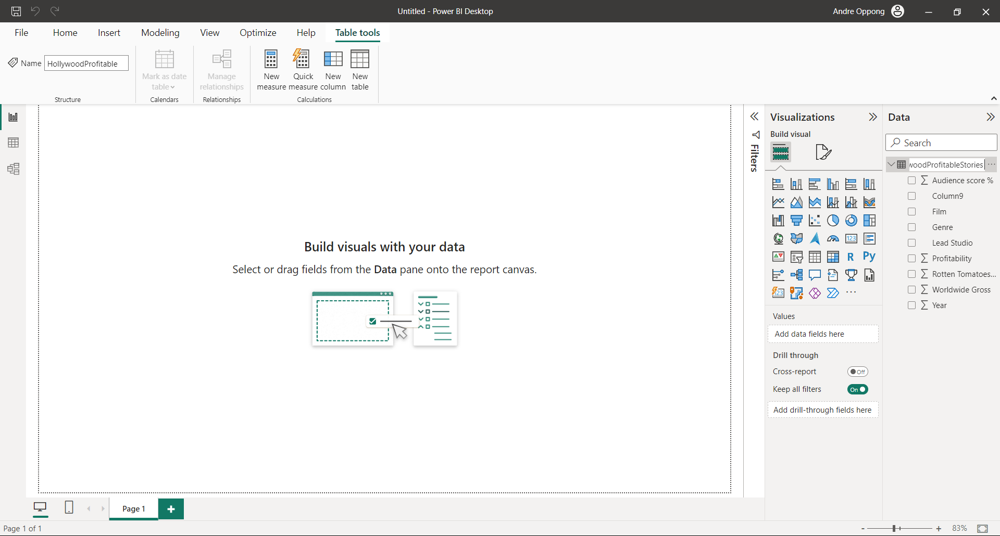 Untitled - Power BI Desktop
Andre Oppong
File Home Insert Modeling View Optimize Help Table tools
Name HollywoodProfitable
Mark as date table
Manage relationships
New measure
Quick measure
New column
New table
Structure
Calendars
Relationships
Calculations
Build visuals with your data
Select or drag fields from the Data pane onto the report canvas.
Filters
Visualizations
Build visual
123
R
Py
123
Values
Add data fields here
Drill through
Cross-report Off
Keep all filters On
Add drill-through fields here
Data
Search
woodProfitableStories
Audience score %
Column9
Film
Genre
Lead Studio
Profitability
Rotten Tomatoes...
Worldwide Gross
Year
Page 1
Page 1 of 1
83%